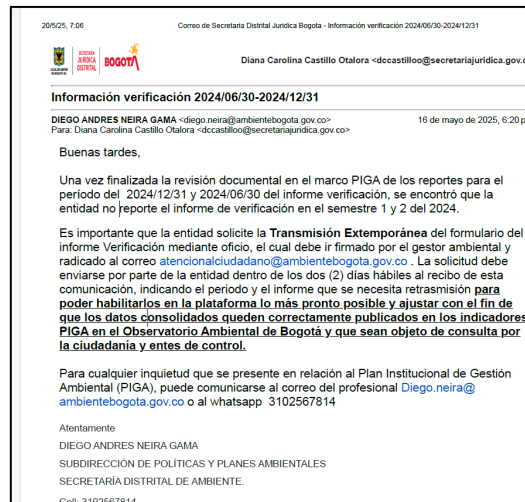 20/5/25, 7:06 Correo de Secretaria Distrital Juridica Bogota - Información verificación 2024/06/30-2024/12/31
SECRETARÍA
JURÍDICA
DISTRITAL
BOGOTÁ
Diana Carolina Castillo Otalora <dccastilloo@secretariajuridica.gov.c
Información verificación 2024/06/30-2024/12/31
DIEGO ANDRES NEIRA GAMA <diego.neira@ambientebogota.gov.co> 16 de mayo de 2025, 6:20 p
Para: Diana Carolina Castillo Otalora <dccastilloo@secretariajuridica.gov.co>
Buenas tardes,
Una vez finalizada la revisión documental en el marco PIGA de los reportes para el
período del 2024/12/31 y 2024/06/30 del informe verificación, se encontró que la
entidad no reporte el informe de verificación en el semestre 1 y 2 del 2024.
Es importante que la entidad solicite la Transmisión Extemporánea del formulario del
informe Verificación mediante oficio, el cual debe ir firmado por el gestor ambiental y
radicado al correo atencionalciudadano@ambientebogota.gov.co . La solicitud debe
enviarse por parte de la entidad dentro de los dos (2) días hábiles al recibo de esta
comunicación, indicando el periodo y el informe que se necesita retrasmisión para
poder habilitarlos en la plataforma lo más pronto posible y ajustar con el fin de
que los datos consolidados queden correctamente publicados en los indicadores
PIGA en el Observatorio Ambiental de Bogotá y que sean objeto de consulta por
la ciudadanía y entes de control.
Para cualquier inquietud que se presente en relación al Plan Institucional de Gestión
Ambiental (PIGA), puede comunicarse al correo del profesional Diego.neira@
ambientebogota.gov.co o al whatsapp 3102567814
Atentamente
DIEGO ANDRES NEIRA GAMA
SUBDIRECCIÓN DE POLÍTICAS Y PLANES AMBIENTALES
SECRETARÍA DISTRITAL DE AMBIENTE.
Cell: 3102567814